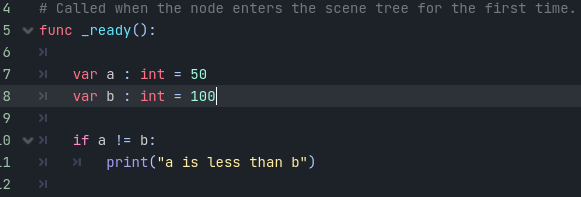 4 # Called when the node enters the scene tree for the first time.
5 func _ready():
6
7 var a : int = 50
8 var b : int = 100
9
10 if a != b:
11 print("a is less than b")
12